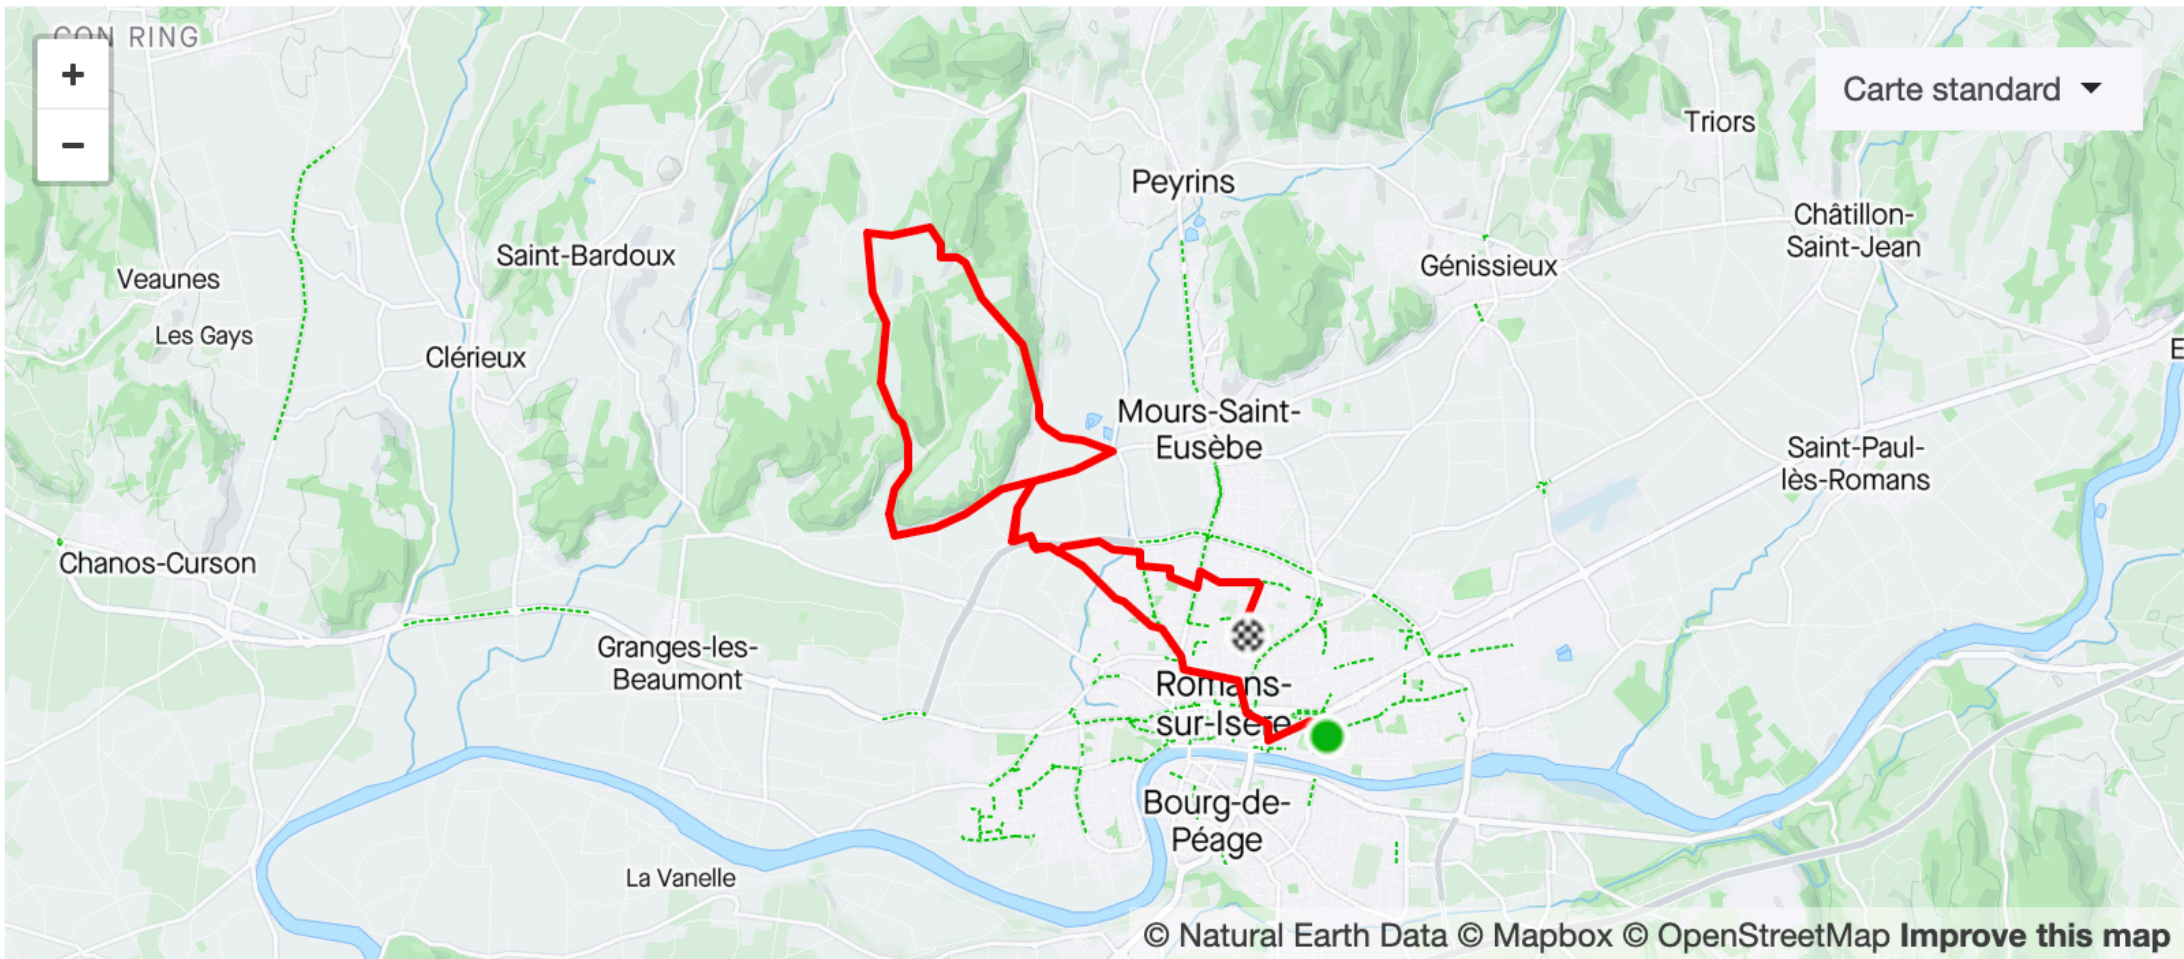 CON RING
+
−
Carte standard
Triors
Peyrins
Châtillon-
Saint-Jean
Saint-Bardoux
Génissieux
Veaunes
Les Gays
Clérieux
E
Mours-Saint-
Eusèbe
Saint-Paul-
lès-Romans
Chanos-Curson
Granges-les-
Beaumont
Romans-
sur-Isère
Bourg-de-
Péage
La Vanelle
© Natural Earth Data © Mapbox © OpenStreetMap Improve this map